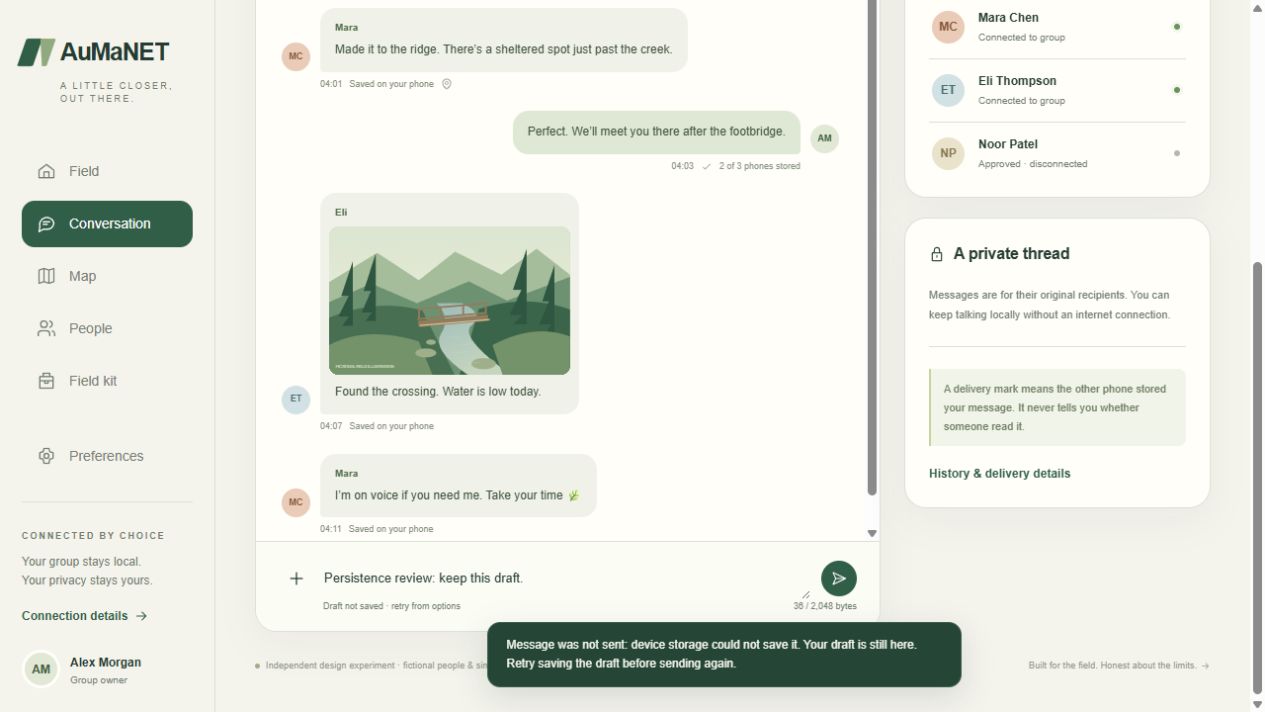 AuMaNET
A LITTLE CLOSER,
OUT THERE.
Field
Conversation
Map
People
Field kit
Preferences
CONNECTED BY CHOICE
Your group stays local.
Your privacy stays yours.
Connection details →
AM
Alex Morgan
Group owner
Mara
Made it to the ridge. There's a sheltered spot just past the creek.
MC
04:01 Saved on your phone
Perfect. We'll meet you there after the footbridge.
AM
04:03 ✓ 2 of 3 phones stored
Eli
Found the crossing. Water is low today.
ET
04:07 Saved on your phone
Mara
I'm on voice if you need me. Take your time 🌿
MC
04:11 Saved on your phone
Persistence review: keep this draft.
Draft not saved · retry from options
36 / 2,048 bytes
Message was not sent: device storage could not save it. Your draft is still here.
Retry saving the draft before sending again.
Independent design experiment · fictional people &
MC
Mara Chen
Connected to group
ET
Eli Thompson
Connected to group
NP
Noor Patel
Approved · disconnected
A private thread
Messages are for their original recipients. You can
keep talking locally without an internet connection.
A delivery mark means the other phone stored
your message. It never tells you whether
someone read it.
History & delivery details
Built for the field. Honest about the limits. →